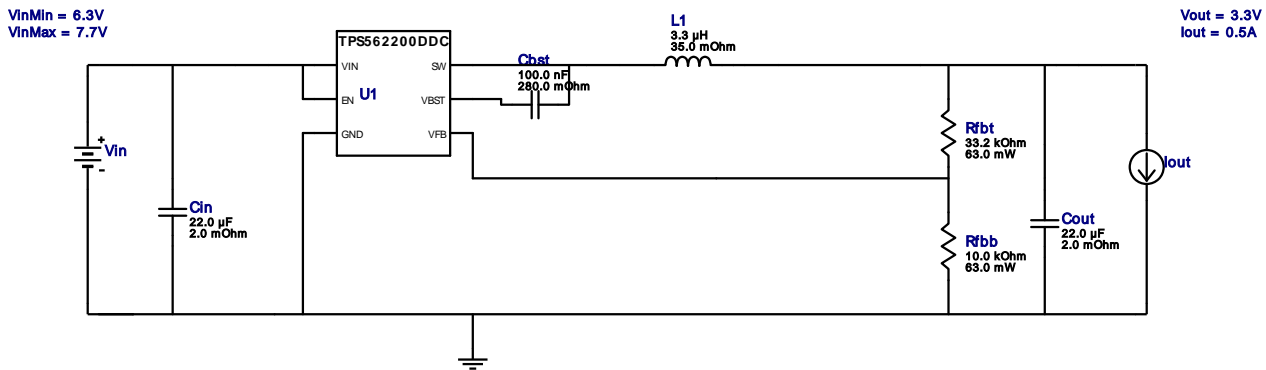 VinMin = 6.3V
VinMax = 7.7V
Vout = 3.3V
Iout = 0.5A
TPS562200DDC
VIN
SW
EN
U1
VBST
GND
VFB
Cbst
100.0 nF
280.0 mOhm
L1
3.3 µH
35.0 mOhm
+
Vin
-
Cin
22.0 µF
2.0 mOhm
Rfbt
33.2 kOhm
63.0 mW
Iout
Rfbb
10.0 kOhm
63.0 mW
Cout
22.0 µF
2.0 mOhm